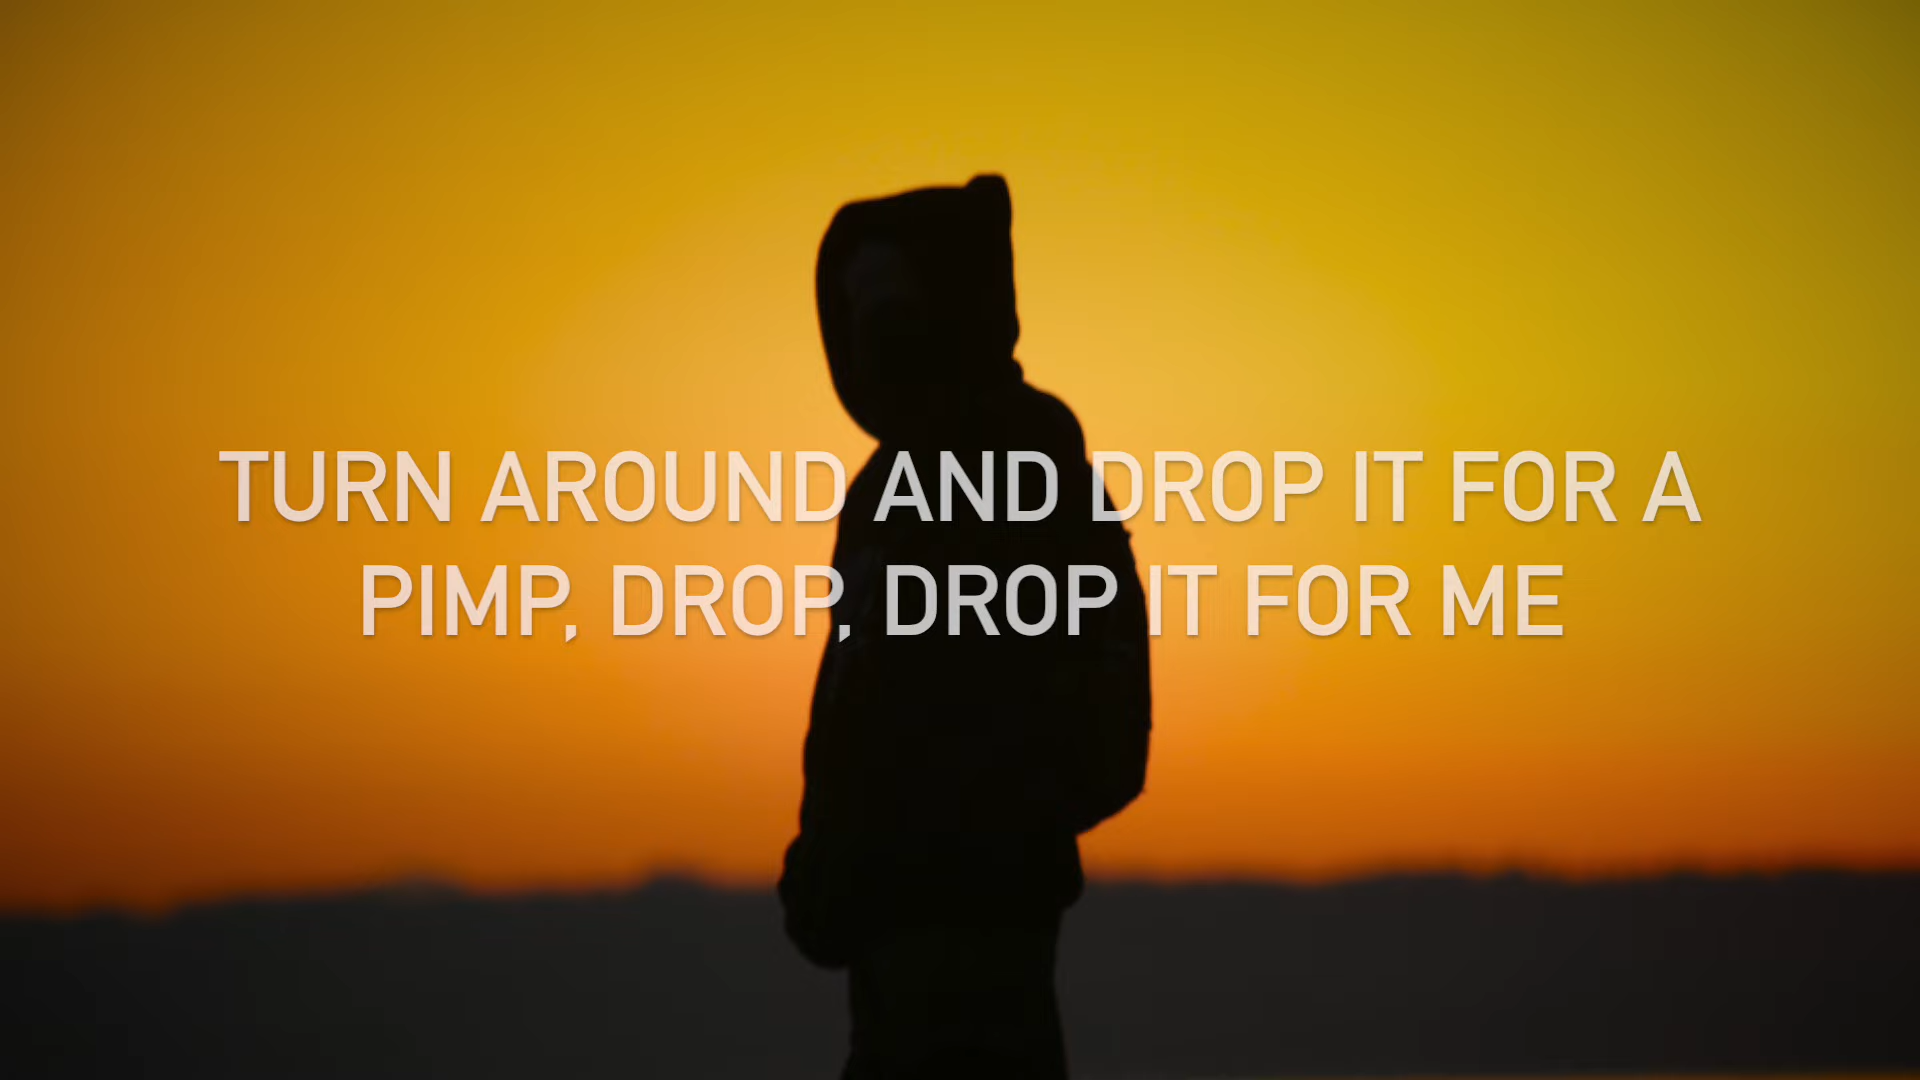 TURN AROUND AND DROP IT FOR A
PIMP, DROP, DROP IT FOR ME